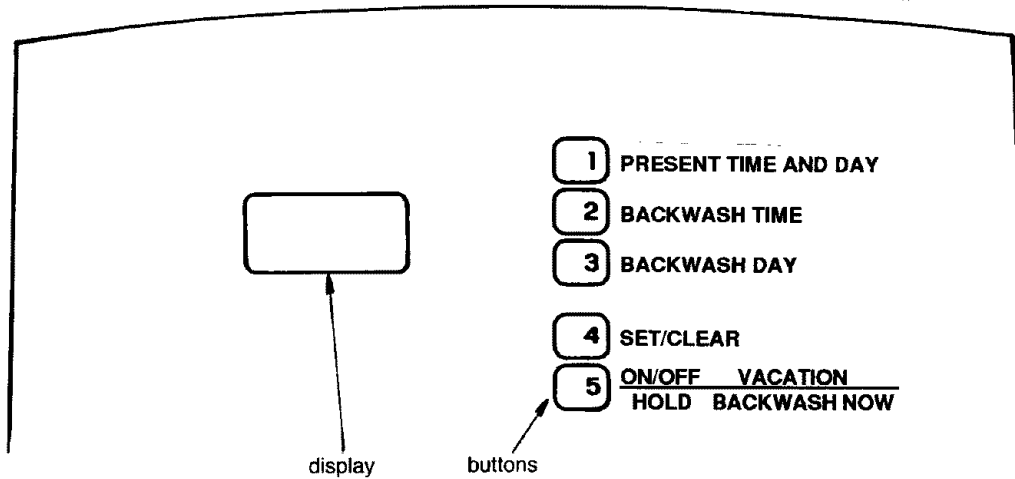 1 PRESENT TIME AND DAY
2 BACKWASH TIME
3 BACKWASH DAY
4 SET/CLEAR
5 ON/OFF VACATION
HOLD BACKWASH NOW
display
buttons